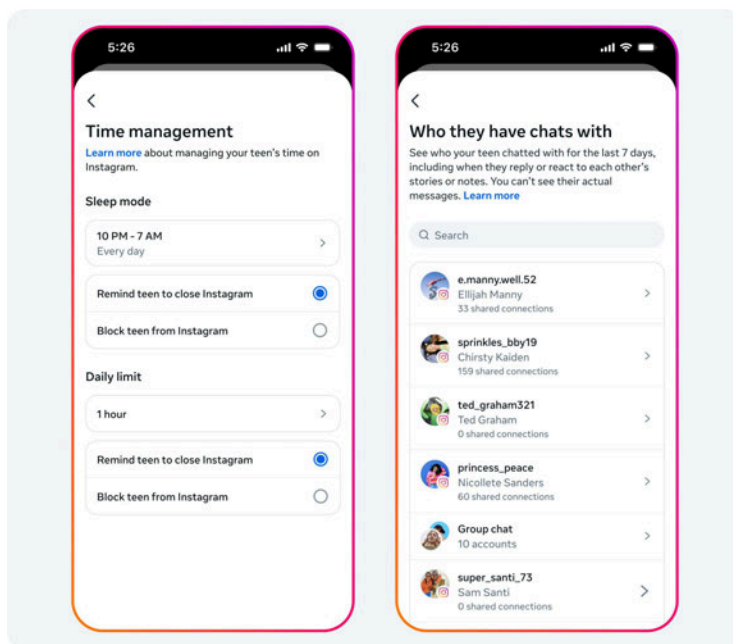 5:26
Time management
Learn more about managing your teen's time on
Instagram.
Sleep mode
10 PM - 7 AM
Every day
Remind teen to close Instagram
Block teen from Instagram
Daily limit
1 hour
Remind teen to close Instagram
Block teen from Instagram
5:26
Who they have chats with
See who your teen chatted with for the last 7 days,
including when they reply or react to each other's
stories or notes. You can't see their actual
messages. Learn more
Search
e.manny.well.52
Ellijah Manny
33 shared connections
sprinkles_bby19
Chirsty Kaiden
159 shared connections
ted_graham321
Ted Graham
0 shared connections
princess_peace
Nicollete Sanders
60 shared connections
Group chat
10 accounts
super_santi_73
Sam Santi
0 shared connections